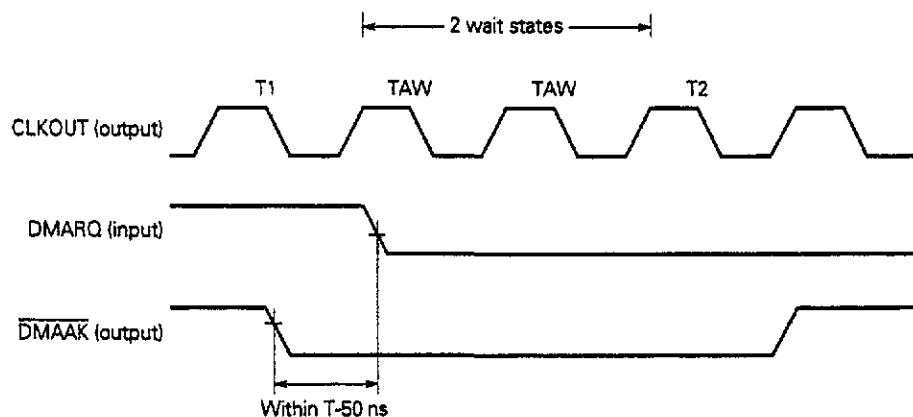 2 wait states
T1 TAW TAW T2
CLKOUT (output)
DMARQ (input)
DMAAK (output)
Within T-50 ns